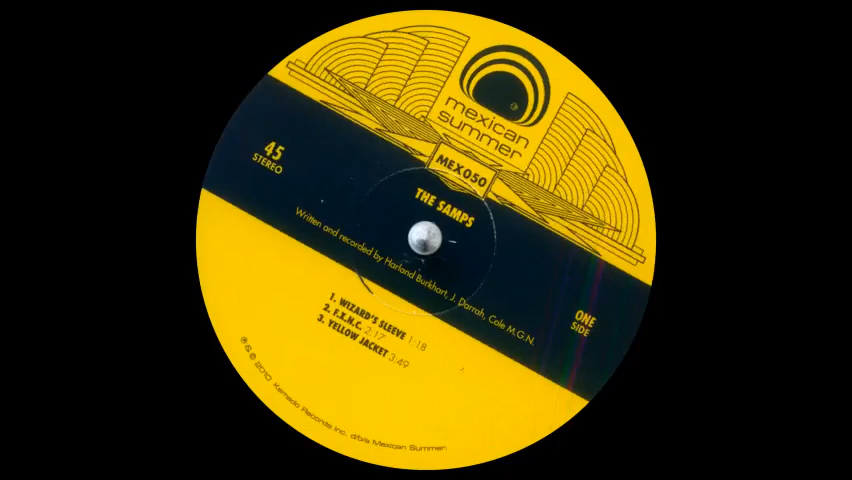 mexican
summer
MEX050
45
STEREO
THE SAMPS
Written and recorded by Harland Burkhart, J. Darrah, Cole M.G.N.
ONE
SIDE
1. WIZARD'S SLEEVE 1:18
2. F.X.N.C. 2:17
3. YELLOW JACKET 3:49
℗ & © 2010 Kemado Records Inc. d/b/a Mexican Summer.